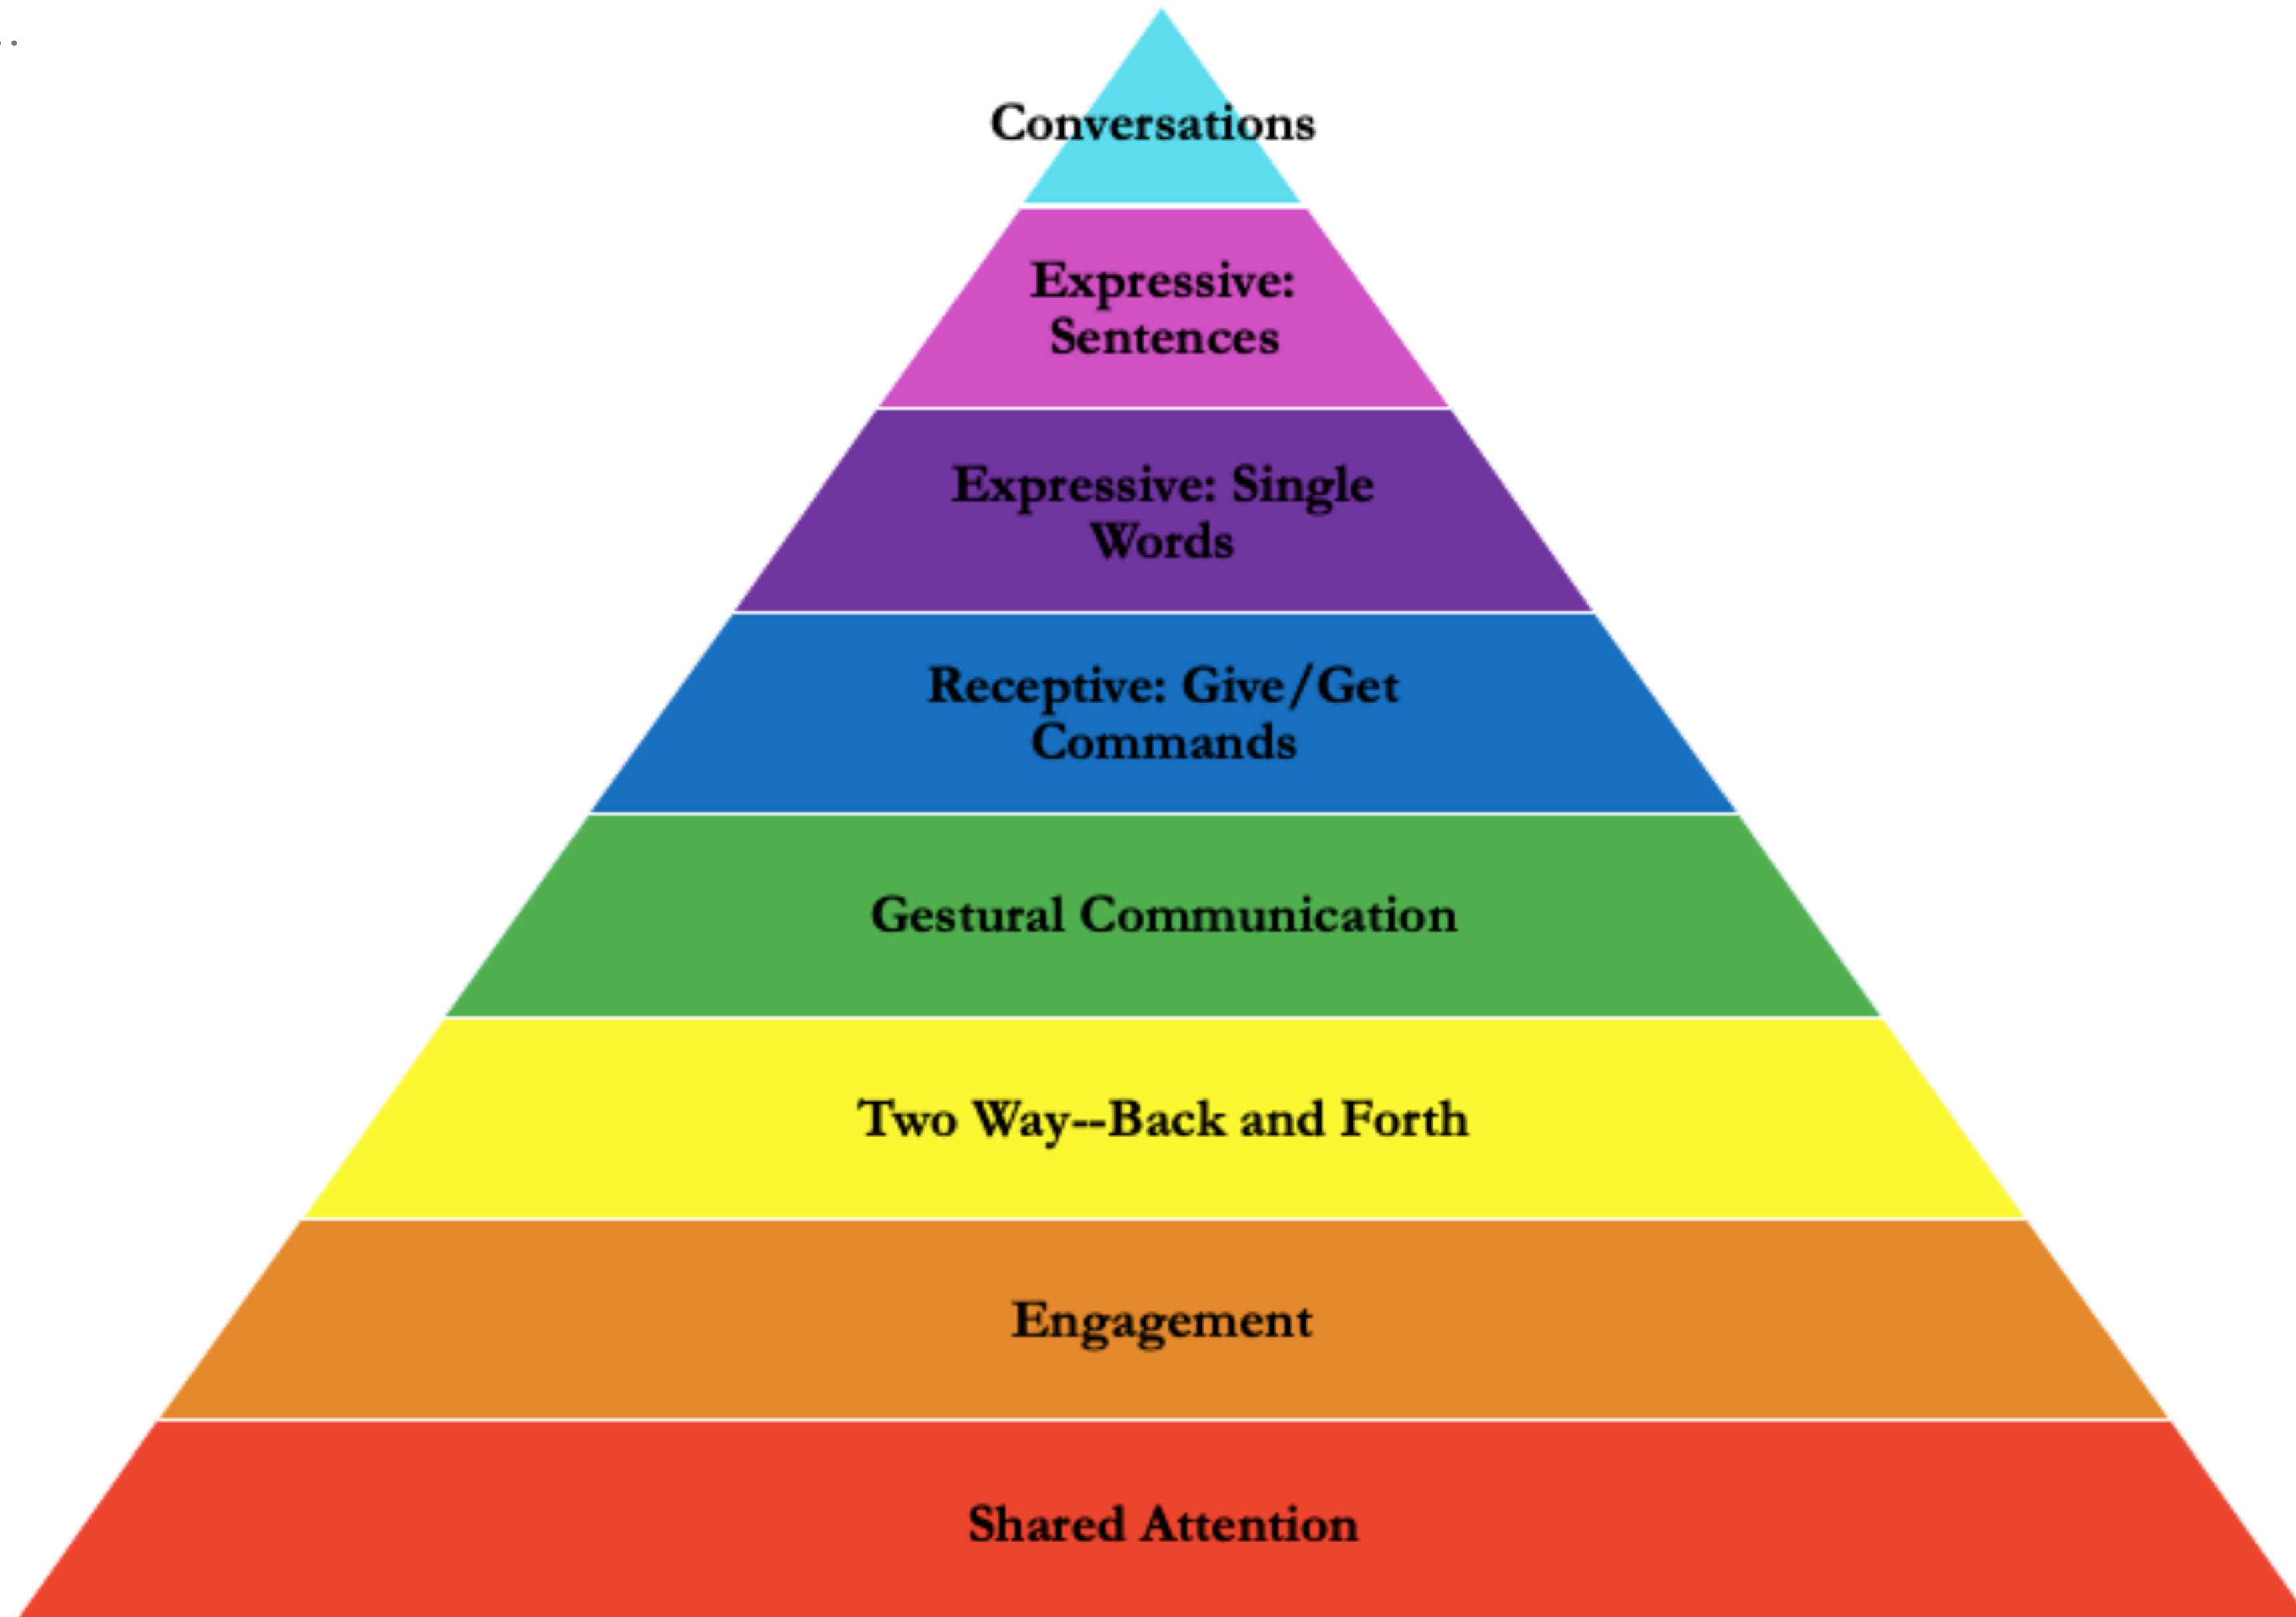 Conversations
Expressive:
Sentences
Expressive: Single
Words
Receptive: Give/Get
Commands
Gestural Communication
Two Way--Back and Forth
Engagement
Shared Attention